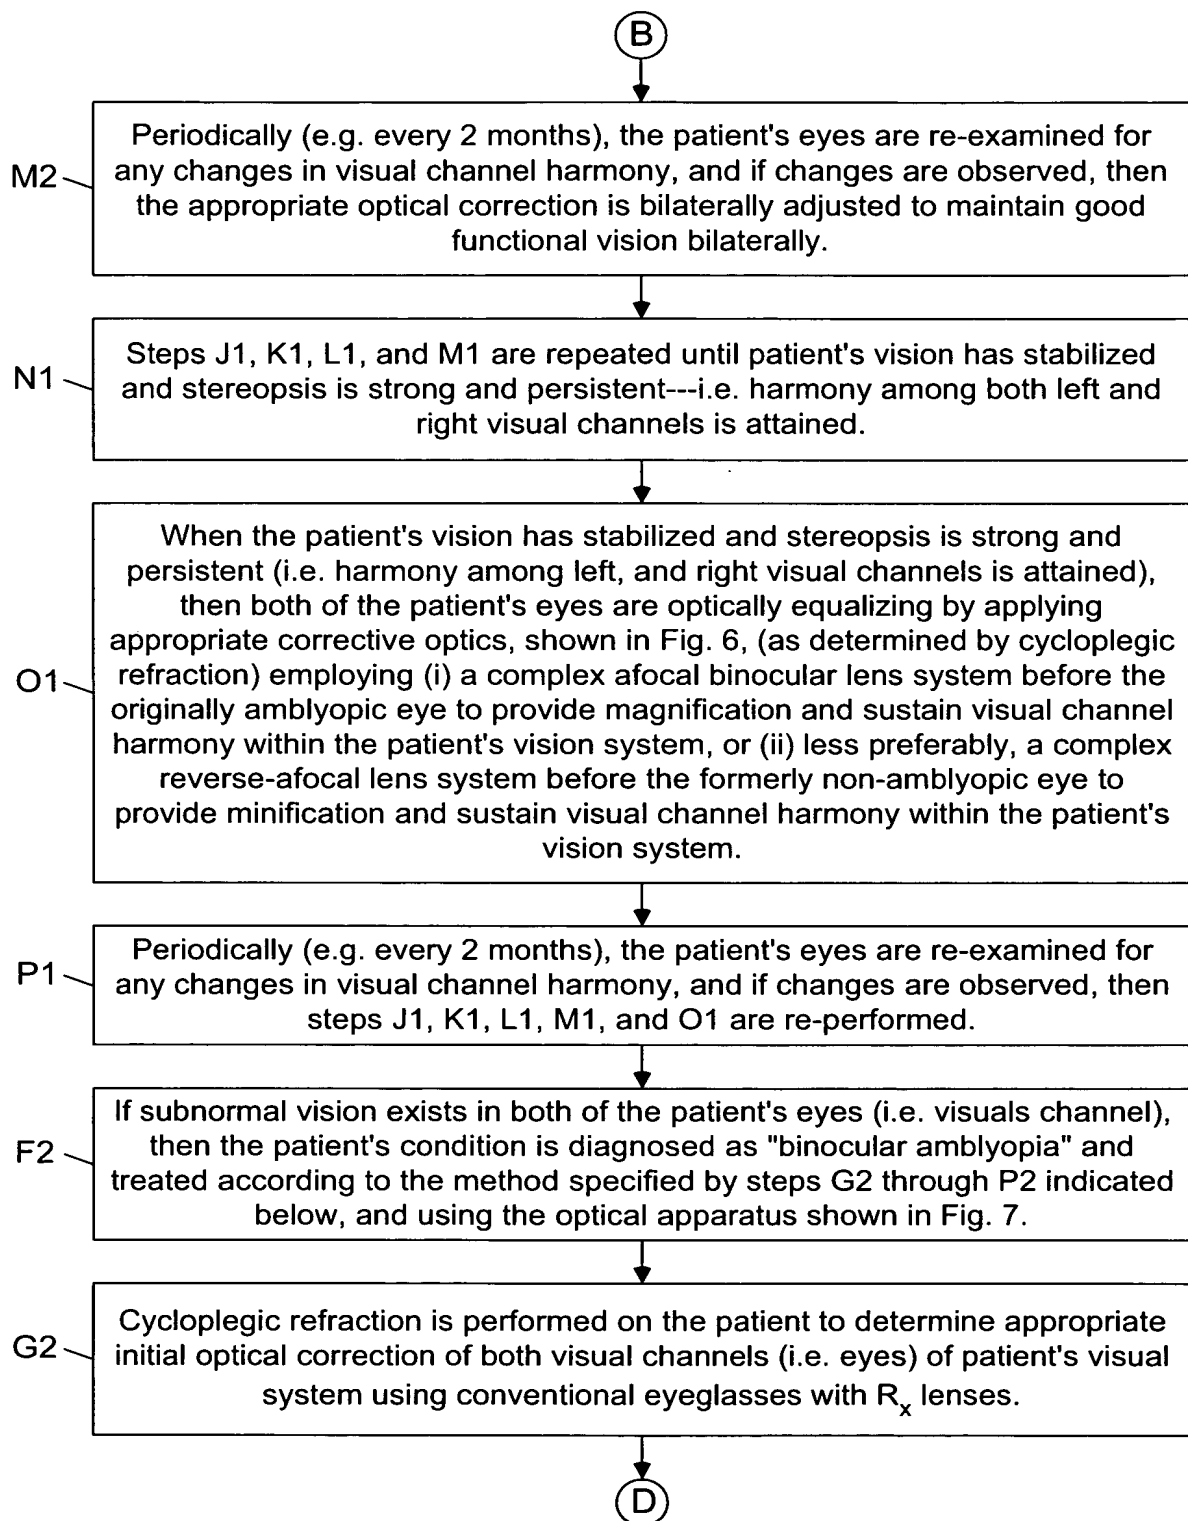 B
M2
Periodically (e.g. every 2 months), the patient's eyes are re-examined for
any changes in visual channel harmony, and if changes are observed, then
the appropriate optical correction is bilaterally adjusted to maintain good
functional vision bilaterally.
N1
Steps J1, K1, L1, and M1 are repeated until patient's vision has stabilized
and stereopsis is strong and persistent---i.e. harmony among both left and
right visual channels is attained.
O1
When the patient's vision has stabilized and stereopsis is strong and
persistent (i.e. harmony among left, and right visual channels is attained),
then both of the patient's eyes are optically equalizing by applying
appropriate corrective optics, shown in Fig. 6, (as determined by cycloplegic
refraction) employing (i) a complex afocal binocular lens system before the
originally amblyopic eye to provide magnification and sustain visual channel
harmony within the patient's vision system, or (ii) less preferably, a complex
reverse-afocal lens system before the formerly non-amblyopic eye to
provide minification and sustain visual channel harmony within the patient's
vision system.
P1
Periodically (e.g. every 2 months), the patient's eyes are re-examined for
any changes in visual channel harmony, and if changes are observed, then
steps J1, K1, L1, M1, and O1 are re-performed.
F2
If subnormal vision exists in both of the patient's eyes (i.e. visuals channel),
then the patient's condition is diagnosed as "binocular amblyopia" and
treated according to the method specified by steps G2 through P2 indicated
below, and using the optical apparatus shown in Fig. 7.
G2
Cycloplegic refraction is performed on the patient to determine appropriate
initial optical correction of both visual channels (i.e. eyes) of patient's visual
system using conventional eyeglasses with Rx lenses.
D